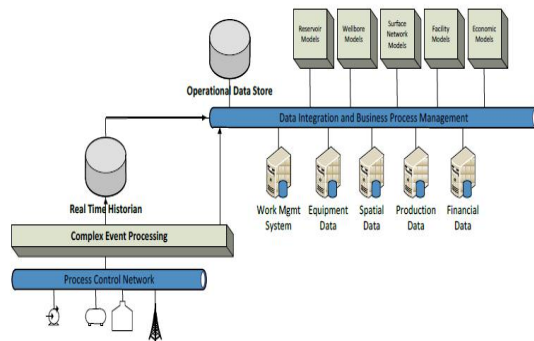 Reservoir
Models
Wellbore
Models
Surface
Network
Models
Facility
Models
Economic
Models
Operational Data Store
Data Integration and Business Process Management
Real Time Historian
Work Mgmt
System
Equipment
Data
Spatial
Data
Production
Data
Financial
Data
Complex Event Processing
Process Control Network